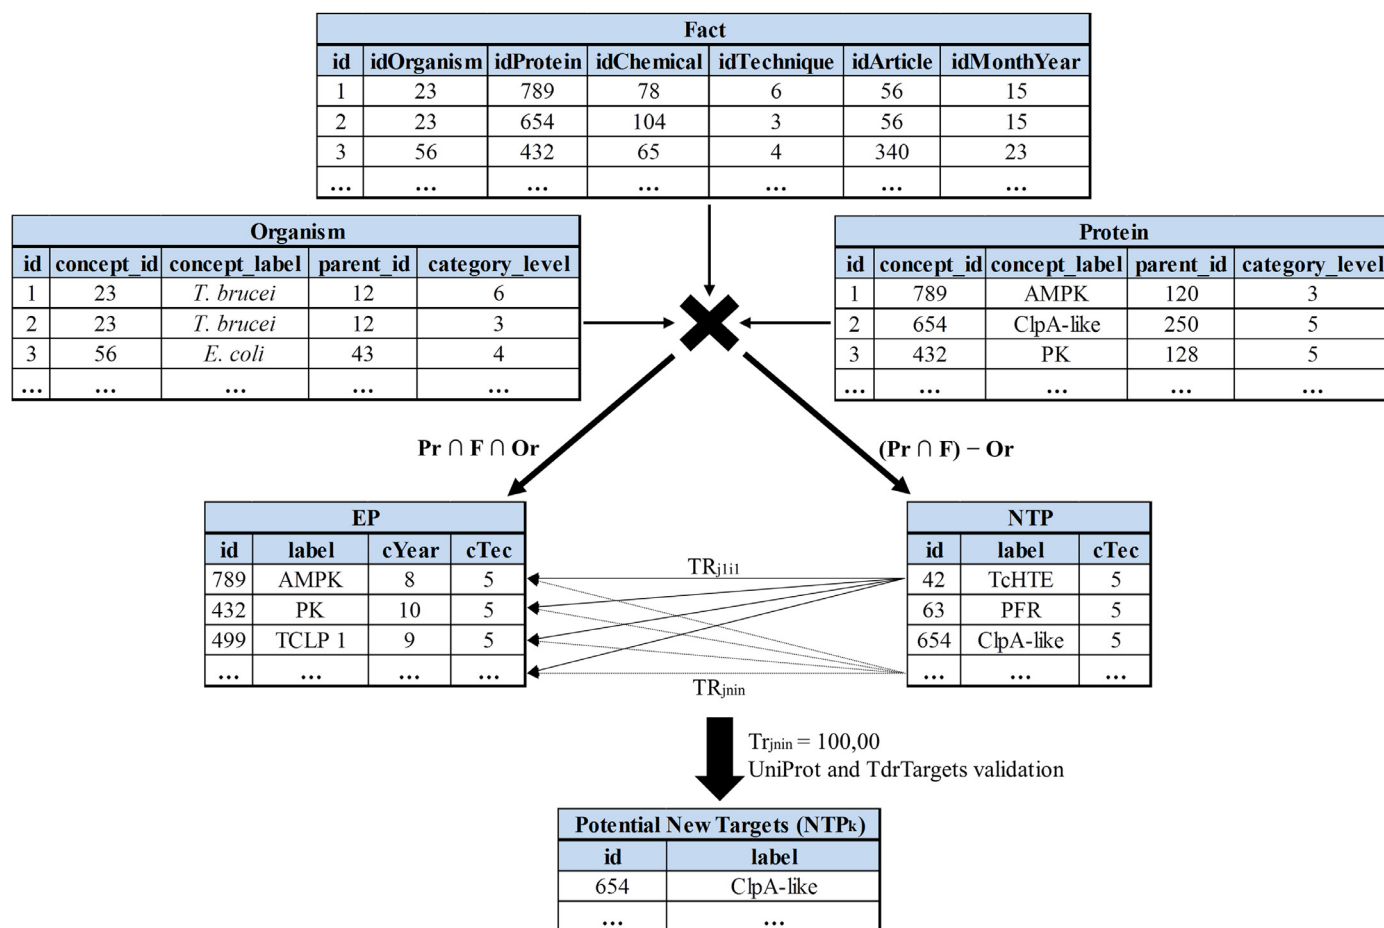 Fact
id idOrganism idProtein idChemical idTechnique idArticle idMonthYear
1 23 789 78 6 56 15
2 23 654 104 3 56 15
3 56 432 65 4 340 23
... ... ... ... ... ... ...
Organism
id concept_id concept_label parent_id category_level
1 23 T. brucei 12 6
2 23 T. brucei 12 3
3 56 E. coli 43 4
... ... ... ... ...
Protein
id concept_id concept_label parent_id category_level
1 789 AMPK 120 3
2 654 ClpA-like 250 5
3 432 PK 128 5
... ... ... ... ...
Pr ∩ F ∩ Or
(Pr ∩ F) − Or
EP
id label cYear cTec
789 AMPK 8 5
432 PK 10 5
499 TCLP 1 9 5
... ... ... ...
TRj1i1
TRjnin
NTP
id label cTec
42 TcHTE 5
63 PFR 5
654 ClpA-like 5
... ... ...
Trjnin = 100,00
UniProt and TdrTargets validation
Potential New Targets (NTPk)
id label
654 ClpA-like
... ...